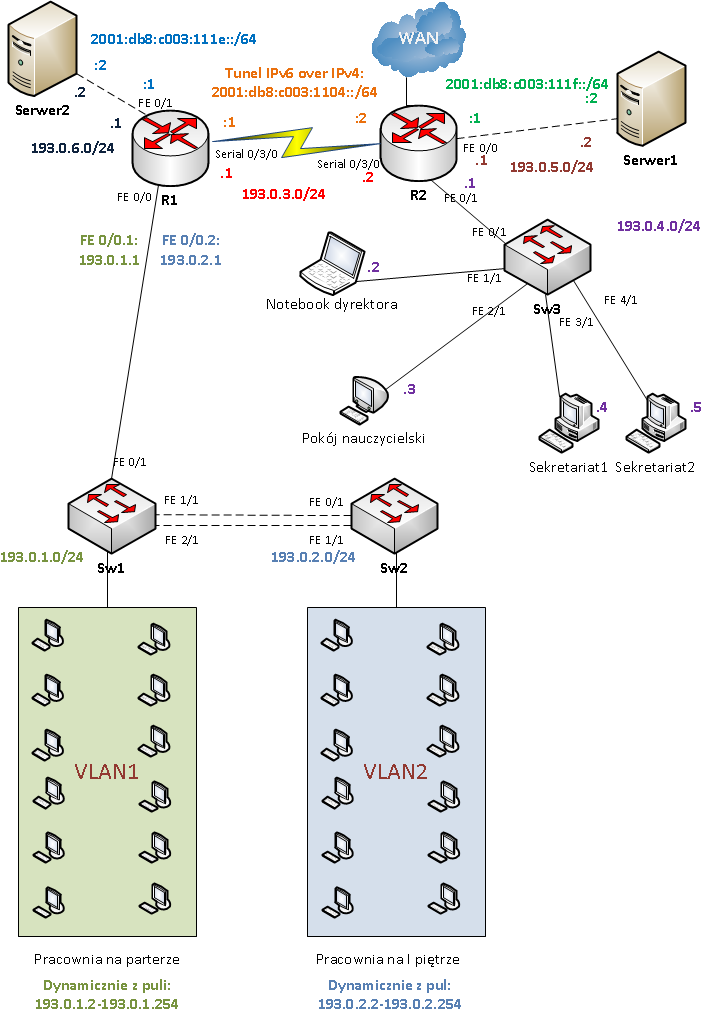 2001:db8:c003:111e::/64
WAN
:2
:1
.2
FE 0/1
Serwer2
.1
193.0.6.0/24
Tunel IPv6 over IPv4:
2001:db8:c003:1104::/64
:1
:2
2001:db8:c003:111f::/64
:2
:1
FE 0/0
.2
.1
193.0.5.0/24
Serwer1
Serial 0/3/0
Serial 0/3/0
.1
.2
193.0.3.0/24
.1
FE 0/0
R1
R2
FE 0/1
FE 0/0.1:
193.0.1.1
FE 0/0.2:
193.0.2.1
FE 0/1
193.0.4.0/24
.2
FE 1/1
Notebook dyrektora
FE 2/1
Sw3
FE 4/1
FE 3/1
.3
Pokój nauczycielski
.4
.5
Sekretariat1
Sekretariat2
FE 0/1
FE 1/1
FE 0/1
FE 2/1
FE 1/1
193.0.1.0/24
193.0.2.0/24
Sw1
Sw2
VLAN1
VLAN2
Pracownia na parterze
Pracownia na I piętrze
Dynamicznie z puli:
193.0.1.2-193.0.1.254
Dynamicznie z pul:
193.0.2.2-193.0.2.254